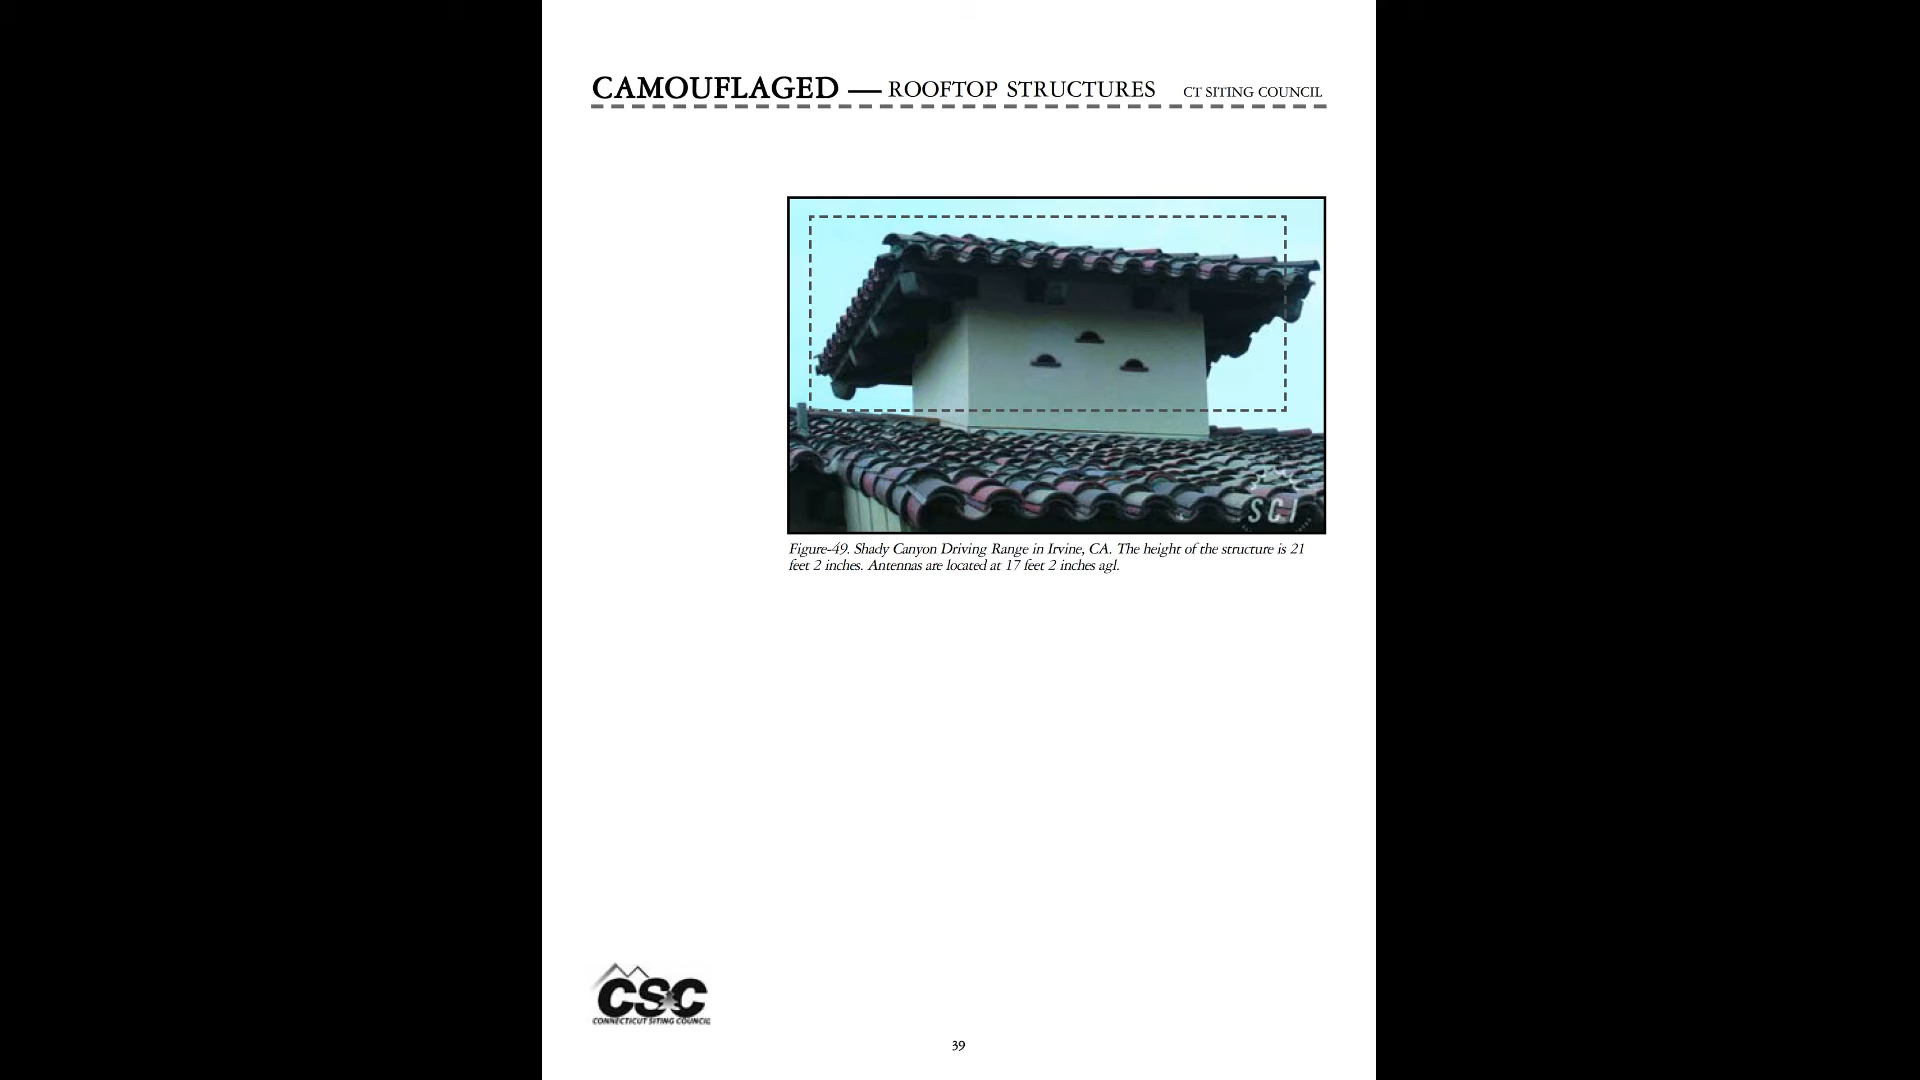 CAMOUFLAGED — ROOFTOP STRUCTURES CT SITING COUNCIL
SCI
Figure-49. Shady Canyon Driving Range in Irvine, CA. The height of the structure is 21
feet 2 inches. Antennas are located at 17 feet 2 inches agl.
CSC
CONNECTICUT SITING COUNCIL
39